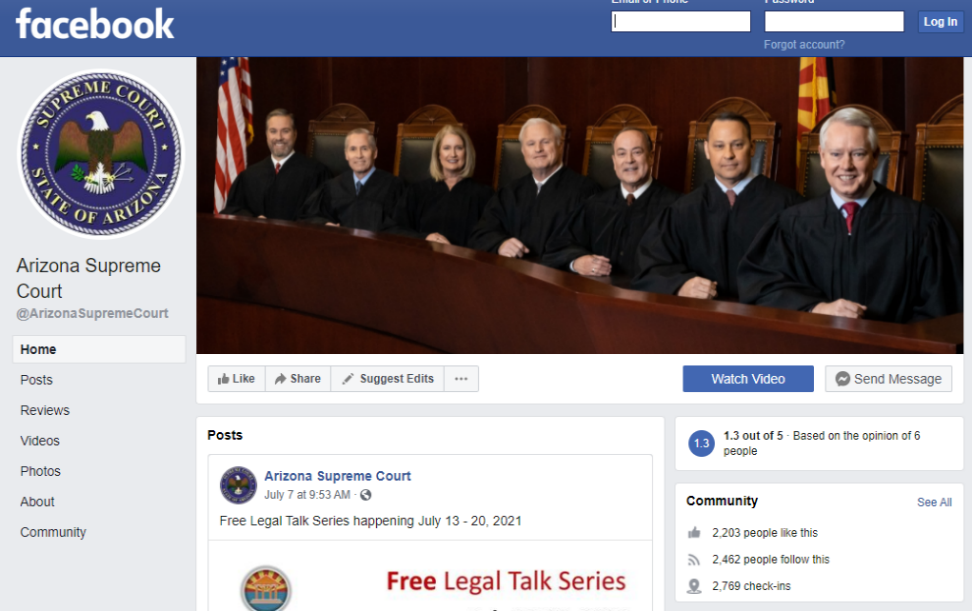 facebook
Email or Phone
Password
Log In
Forgot account?
SUPREME COURT
STATE OF ARIZONA
Arizona Supreme
Court
@ArizonaSupremeCourt
Home
Posts
Reviews
Videos
Photos
About
Community
Like
Share
Suggest Edits
...
Watch Video
Send Message
Posts
Arizona Supreme Court
July 7 at 9:53 AM ·
Free Legal Talk Series happening July 13 - 20, 2021
Free Legal Talk Series
1.3
1.3 out of 5 · Based on the opinion of 6
people
Community
See All
2,203 people like this
2,462 people follow this
2,769 check-ins